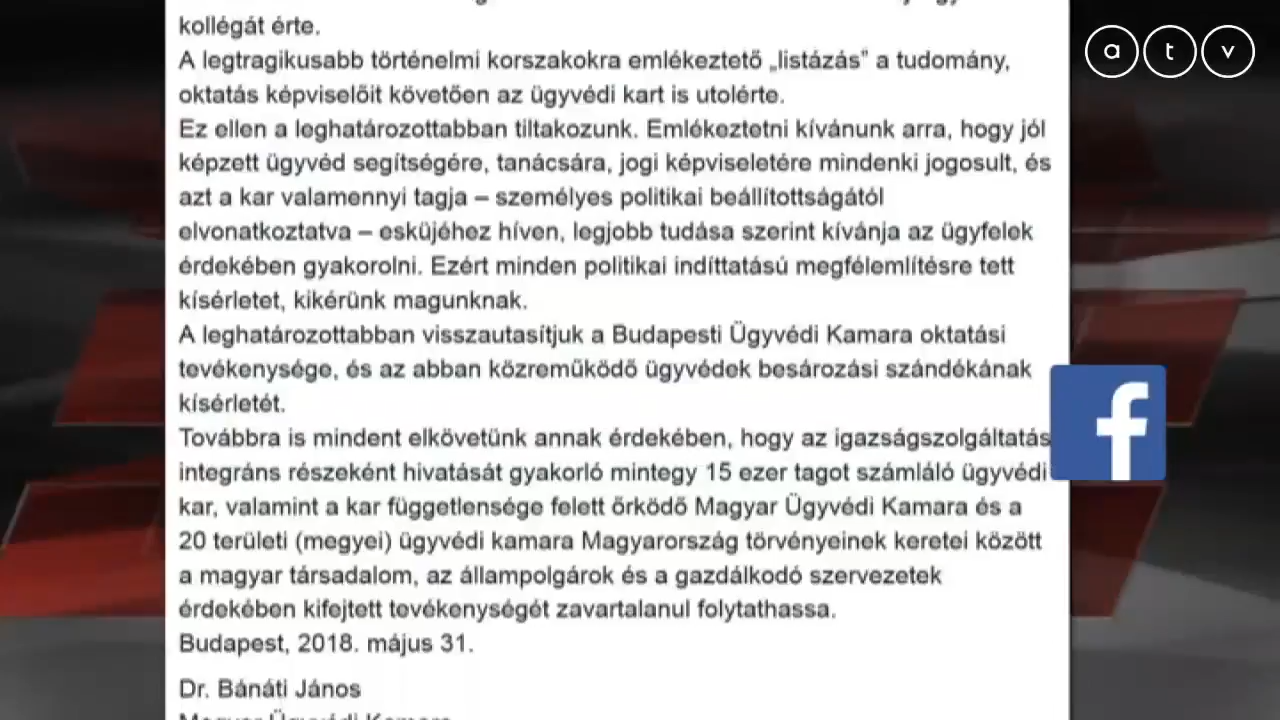 kollégát érte.
A legtragikusabb történelmi korszakokra emlékeztető „listázás” a tudomány,
oktatás képviselőit követően az ügyvédi kart is utolérte.
Ez ellen a leghatározottabban tiltakozunk. Emlékeztetni kívánunk arra, hogy jól
képzett ügyvéd segítségére, tanácsára, jogi képviseletére mindenki jogosult, és
azt a kar valamennyi tagja – személyes politikai beállítottságától
elvonatkoztatva – esküjéhez híven, legjobb tudása szerint kívánja az ügyfelek
érdekében gyakorolni. Ezért minden politikai indíttatású megfélemlítésre tett
kísérletet, kikérünk magunknak.
A leghatározottabban visszautasítjuk a Budapesti Ügyvédi Kamara oktatási
tevékenysége, és az abban közreműködő ügyvédek besározási szándékának
kísérletét.
Továbbra is mindent elkövetünk annak érdekében, hogy az igazságszolgáltatás
integráns részeként hivatását gyakorló mintegy 15 ezer tagot számláló ügyvédi
kar, valamint a kar függetlensége felett őrködő Magyar Ügyvédi Kamara és a
20 területi (megyei) ügyvédi kamara Magyarország törvényeinek keretei között
a magyar társadalom, az állampolgárok és a gazdálkodó szervezetek
érdekében kifejtett tevékenységét zavartalanul folytathassa.
Budapest, 2018. május 31.
Dr. Bánáti János
Magyar Ügyvédi Kamara
a t v
f